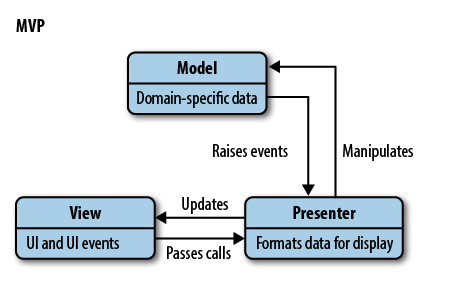 MVP
Model
Domain-specific data
Raises events
Manipulates
View
UI and UI events
Updates
Passes calls
Presenter
Formats data for display